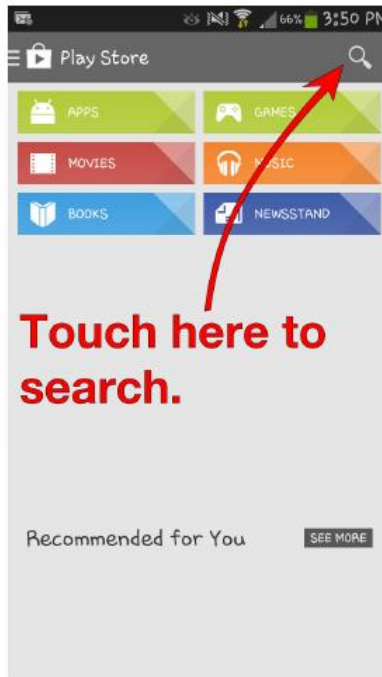 66% 3:50 PM
Play Store
APPS GAMES
MOVIES MUSIC
BOOKS NEWSSTAND
Touch here to
search.
Recommended for You SEE MORE